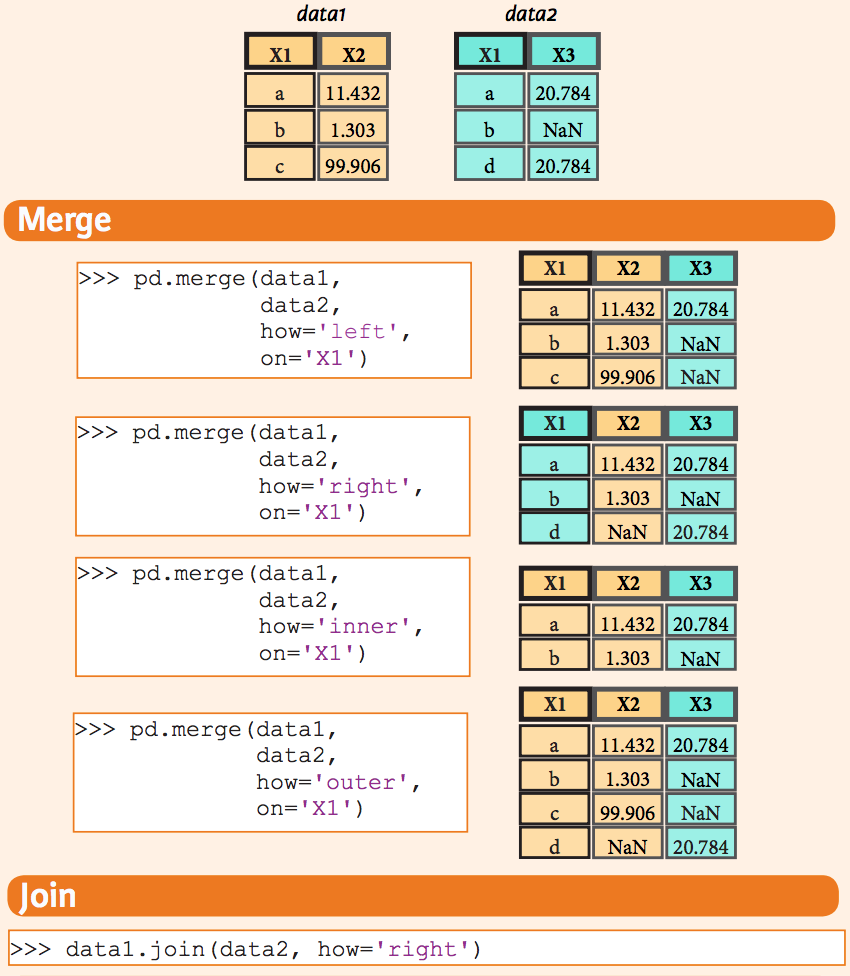 data1 data2
X1 X2 X1 X3
a 11.432 a 20.784
b 1.303 b NaN
c 99.906 d 20.784
Merge
>>> pd.merge(data1,
data2,
how='left',
on='X1')
X1 X2 X3
a 11.432 20.784
b 1.303 NaN
c 99.906 NaN
>>> pd.merge(data1,
data2,
how='right',
on='X1')
X1 X2 X3
a 11.432 20.784
b 1.303 NaN
d NaN 20.784
>>> pd.merge(data1,
data2,
how='inner',
on='X1')
X1 X2 X3
a 11.432 20.784
b 1.303 NaN
>>> pd.merge(data1,
data2,
how='outer',
on='X1')
X1 X2 X3
a 11.432 20.784
b 1.303 NaN
c 99.906 NaN
d NaN 20.784
Join
>>> data1.join(data2, how='right')